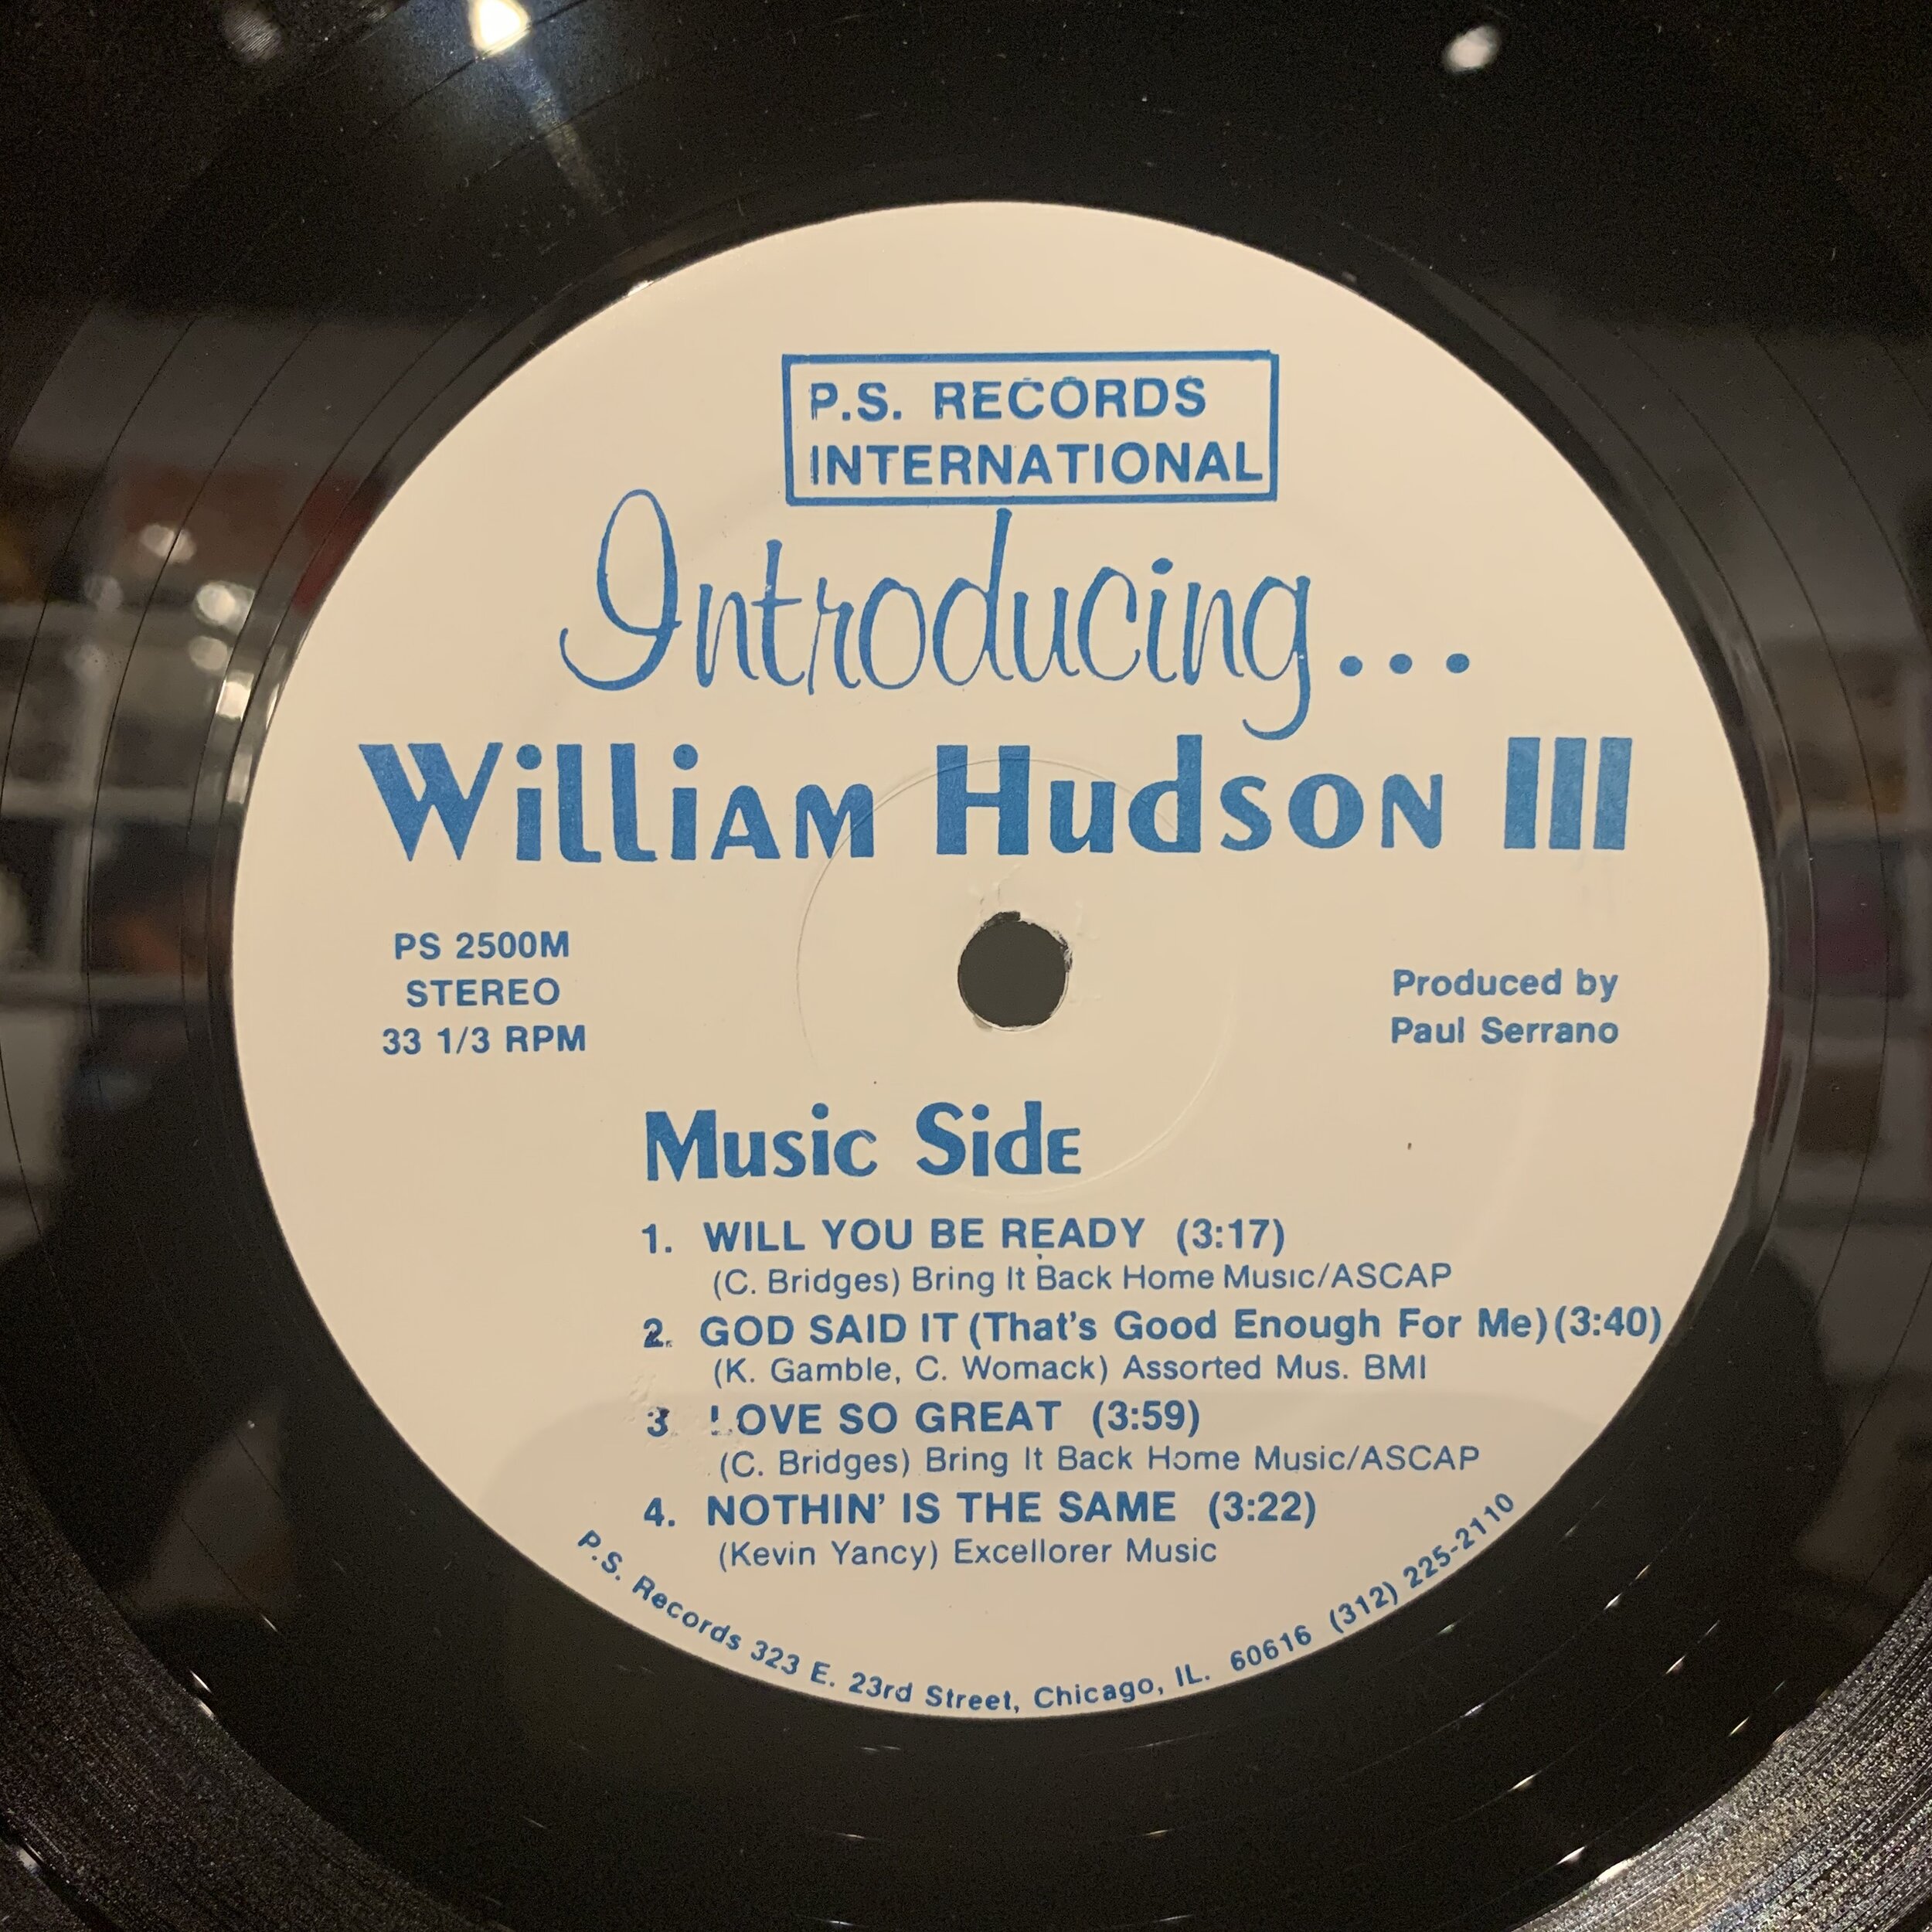 P.S. RECORDS
INTERNATIONAL
Introducing...
William Hudson III
PS 2500M
STEREO
33 1/3 RPM
Produced by
Paul Serrano
Music Side
1. WILL YOU BE READY (3:17)
(C. Bridges) Bring It Back Home Music/ASCAP
2. GOD SAID IT (That's Good Enough For Me) (3:40)
(K. Gamble, C. Womack) Assorted Mus. BMI
3. LOVE SO GREAT (3:59)
(C. Bridges) Bring It Back Home Music/ASCAP
4. NOTHIN' IS THE SAME (3:22)
(Kevin Yancy) Excellorer Music
P.S. Records 323 E. 23rd Street, Chicago, IL. 60616 (312) 225-2110